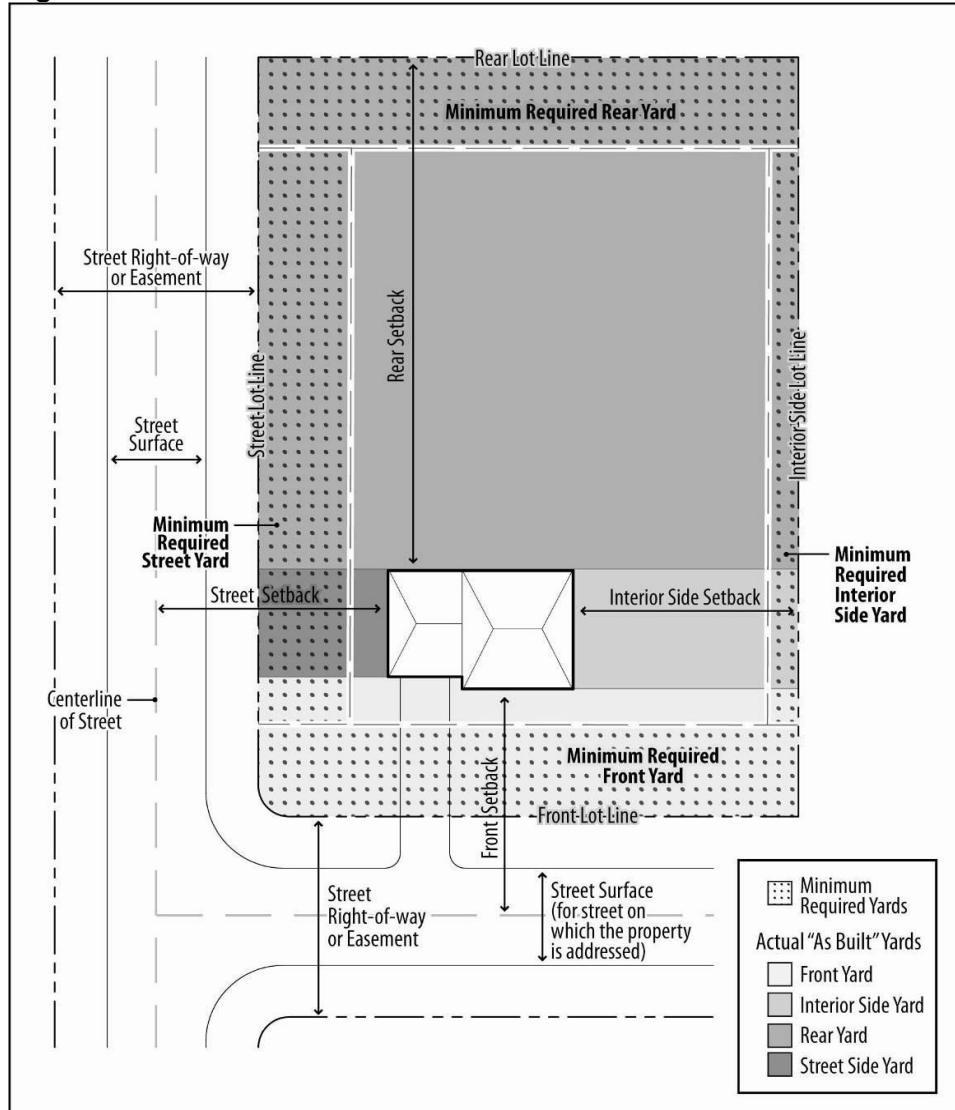 Rear Lot Line
Minimum Required Rear Yard
Street Right-of-way
or Easement
Rear Setback
Street Lot Line
Interior Side Lot Line
Street
Surface
Minimum
Required
Street Yard
Minimum
Required
Interior
Side Yard
Street Setback
Interior Side Setback
Centerline
of Street
Minimum Required
Front Yard
Front Setback
Front Lot Line
Street
Right-of-way
or Easement
Street Surface
(for street on
which the property
is addressed)
Minimum
Required Yards
Actual “As Built” Yards
Front Yard
Interior Side Yard
Rear Yard
Street Side Yard